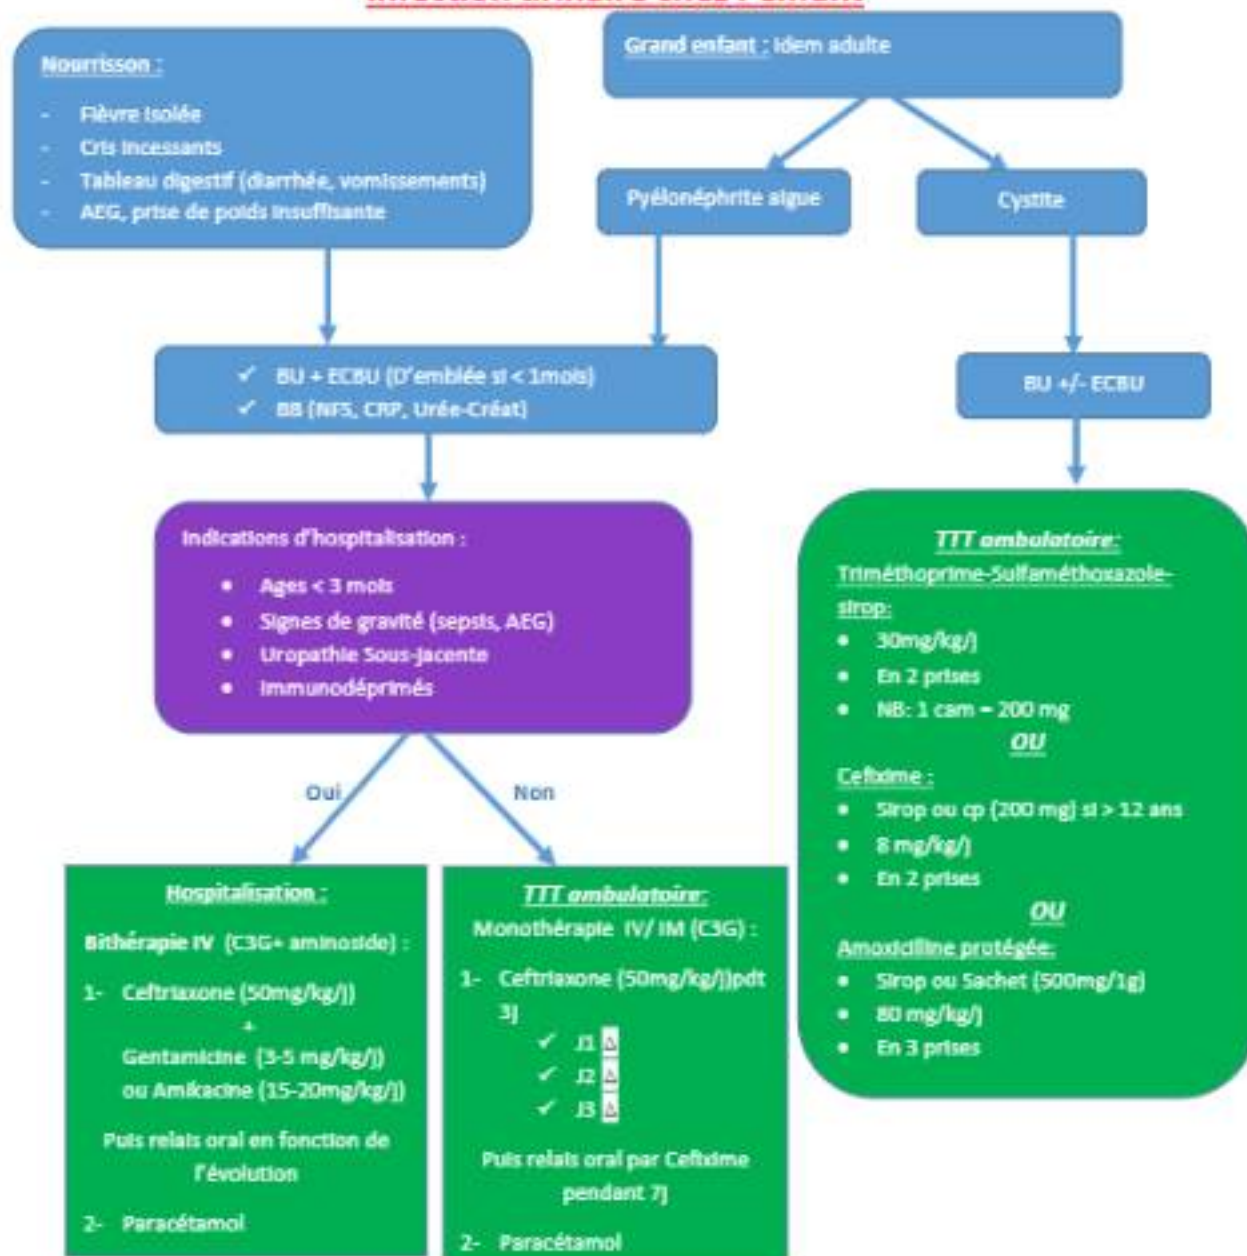 Infection urinaire chez l'enfant
Nourrisson :
- Fièvre isolée
- Cris incessants
- Tableau digestif (diarrhée, vomissements)
- AEG, prise de poids insuffisante
Grand enfant : Idem adulte
Pyélonéphrite aigue
Cystite
✓ BU + ECBU (D'emblée si < 1mois)
✓ BB (NFS, CRP, Urée-Créat)
BU +/- ECBU
Indications d'hospitalisation :
• Ages < 3 mois
• Signes de gravité (sepsis, AEG)
• Uropathie Sous-Jacente
• Immunodéprimés
Oui
Non
Hospitalisation :
Bithérapie IV (C3G+ aminoside) :
1- Ceftriaxone (50mg/kg/j)
+
Gentamicine (3-5 mg/kg/j)
ou Amikacine (15-20mg/kg/j)
Puis relais oral en fonction de
l'évolution
2- Paracétamol
TTT ambulatoire:
Monothérapie IV/ IM (C3G) :
1- Ceftriaxone (50mg/kg/j)pdt
3j
✓ J1
✓ J2
✓ J3
Puis relais oral par Cefixime
pendant 7j
2- Paracétamol
TTT ambulatoire:
Triméthoprime-Sulfaméthoxazole-
sirop:
• 30mg/kg/j
• En 2 prises
• NB: 1 cam = 200 mg
OU
Cefixime :
• Sirop ou cp (200 mg) si > 12 ans
• 8 mg/kg/j
• En 2 prises
OU
Amoxicilline protégée:
• Sirop ou Sachet (500mg/1g)
• 80 mg/kg/j
• En 3 prises